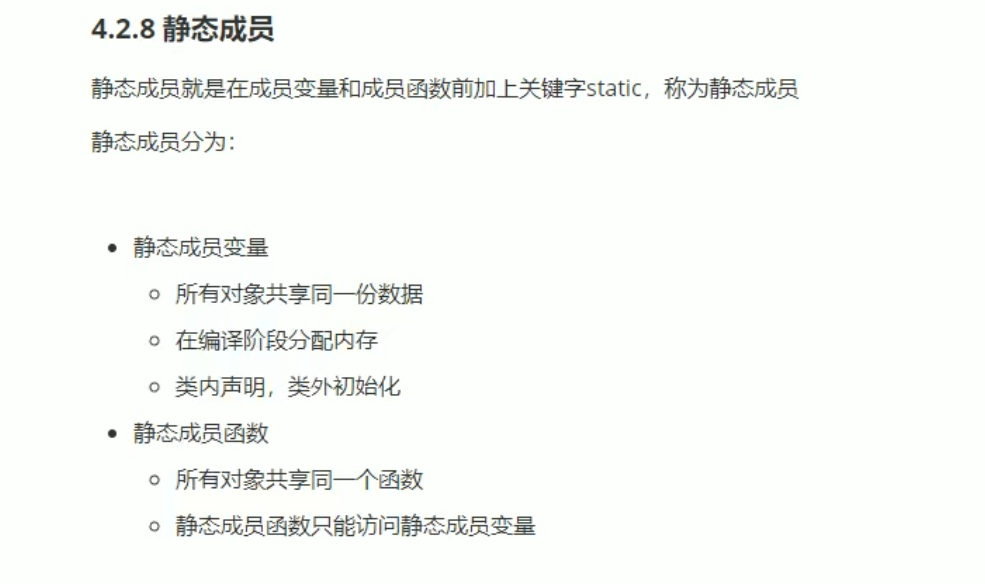 4.2.8 静态成员
静态成员就是在成员变量和成员函数前加上关键字static，称为静态成员
静态成员分为：
静态成员变量
所有对象共享同一份数据
在编译阶段分配内存
类内声明，类外初始化
静态成员函数
所有对象共享同一个函数
静态成员函数只能访问静态成员变量